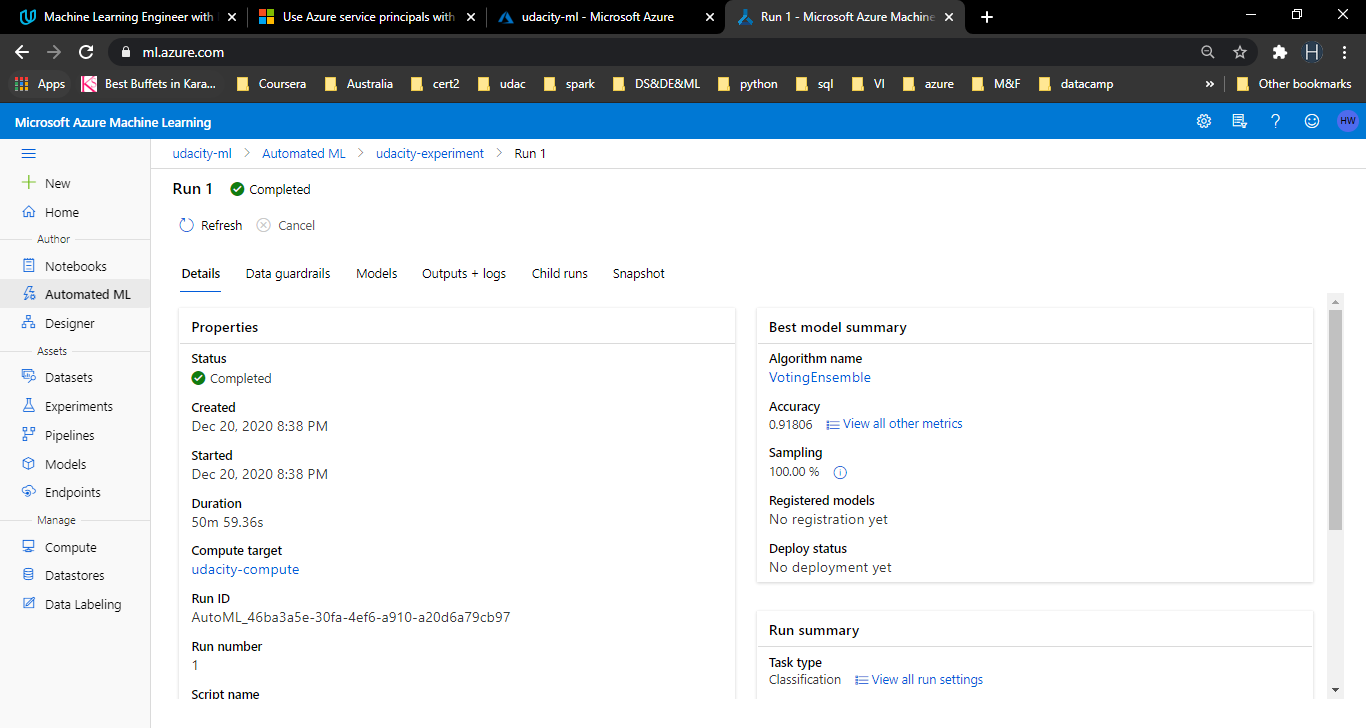 Machine Learning Engineer with
Use Azure service principals with
udacity-ml - Microsoft Azure
Run 1 - Microsoft Azure Machine
ml.azure.com
Apps
KS
Best Buffets in Kara...
Coursera
Australia
cert2
udac
spark
DS&DE&ML
python
sql
VI
azure
M&F
datacamp
»
Other bookmarks
H
Microsoft Azure Machine Learning
HW
udacity-ml > Automated ML > udacity-experiment > Run 1
New
Home
Author
Notebooks
Automated ML
Designer
Assets
Datasets
Experiments
Pipelines
Models
Endpoints
Manage
Compute
Datastores
Data Labeling
Run 1 Completed
Refresh Cancel
Details Data guardrails Models Outputs + logs Child runs Snapshot
Properties
Status
Completed
Created
Dec 20, 2020 8:38 PM
Started
Dec 20, 2020 8:38 PM
Duration
50m 59.36s
Compute target
udacity-compute
Run ID
AutoML_46ba3a5e-30fa-4ef6-a910-a20d6a79cb97
Run number
1
Script name
Best model summary
Algorithm name
VotingEnsemble
Accuracy
0.91806 View all other metrics
Sampling
100.00 %
Registered models
No registration yet
Deploy status
No deployment yet
Run summary
Task type
Classification View all run settings